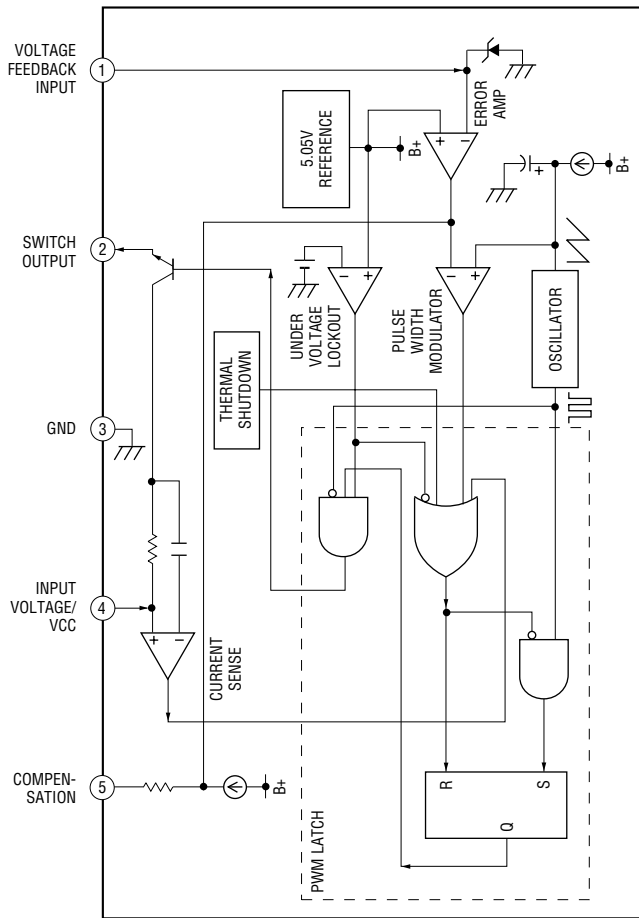 VOLTAGE
FEEDBACK
INPUT
1
SWITCH
OUTPUT
2
GND
3
INPUT
VOLTAGE/
VCC
4
COMPEN-
SATION
5
5.05V
REFERENCE
B+
+
−
ERROR
AMP
+
B+
−
+
UNDER
VOLTAGE
LOCKOUT
−
+
PULSE
WIDTH
MODULATOR
OSCILLATOR
THERMAL
SHUTDOWN
+
−
CURRENT
SENSE
B+
R
S
Q
PWM LATCH